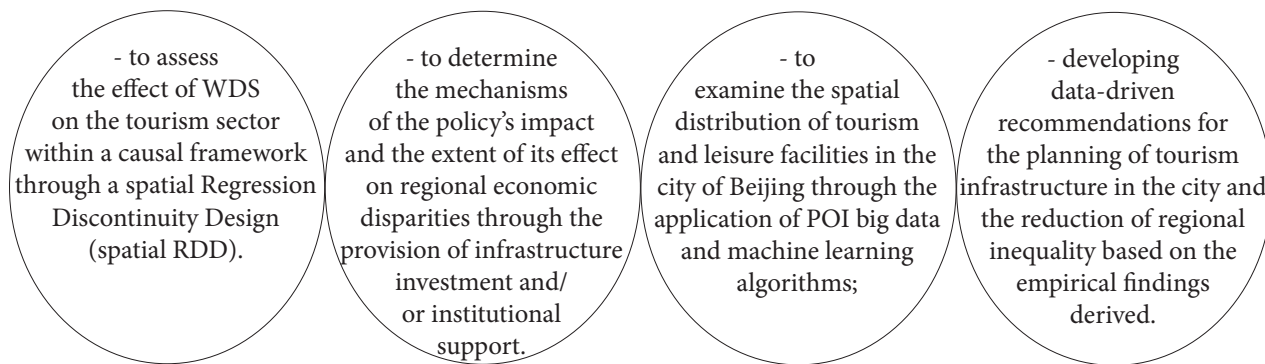 - to assess
the effect of WDS
on the tourism sector
within a causal framework
through a spatial Regression
Discontinuity Design
(spatial RDD).
- to determine
the mechanisms
of the policy's impact
and the extent of its effect
on regional economic
disparities through the
provision of infrastructure
investment and/
or institutional
support.
- to
examine the spatial
distribution of tourism
and leisure facilities in the
city of Beijing through the
application of POI big data
and machine learning
algorithms;
- developing
data-driven
recommendations for
the planning of tourism
infrastructure in the city and
the reduction of regional
inequality based on the
empirical findings
derived.